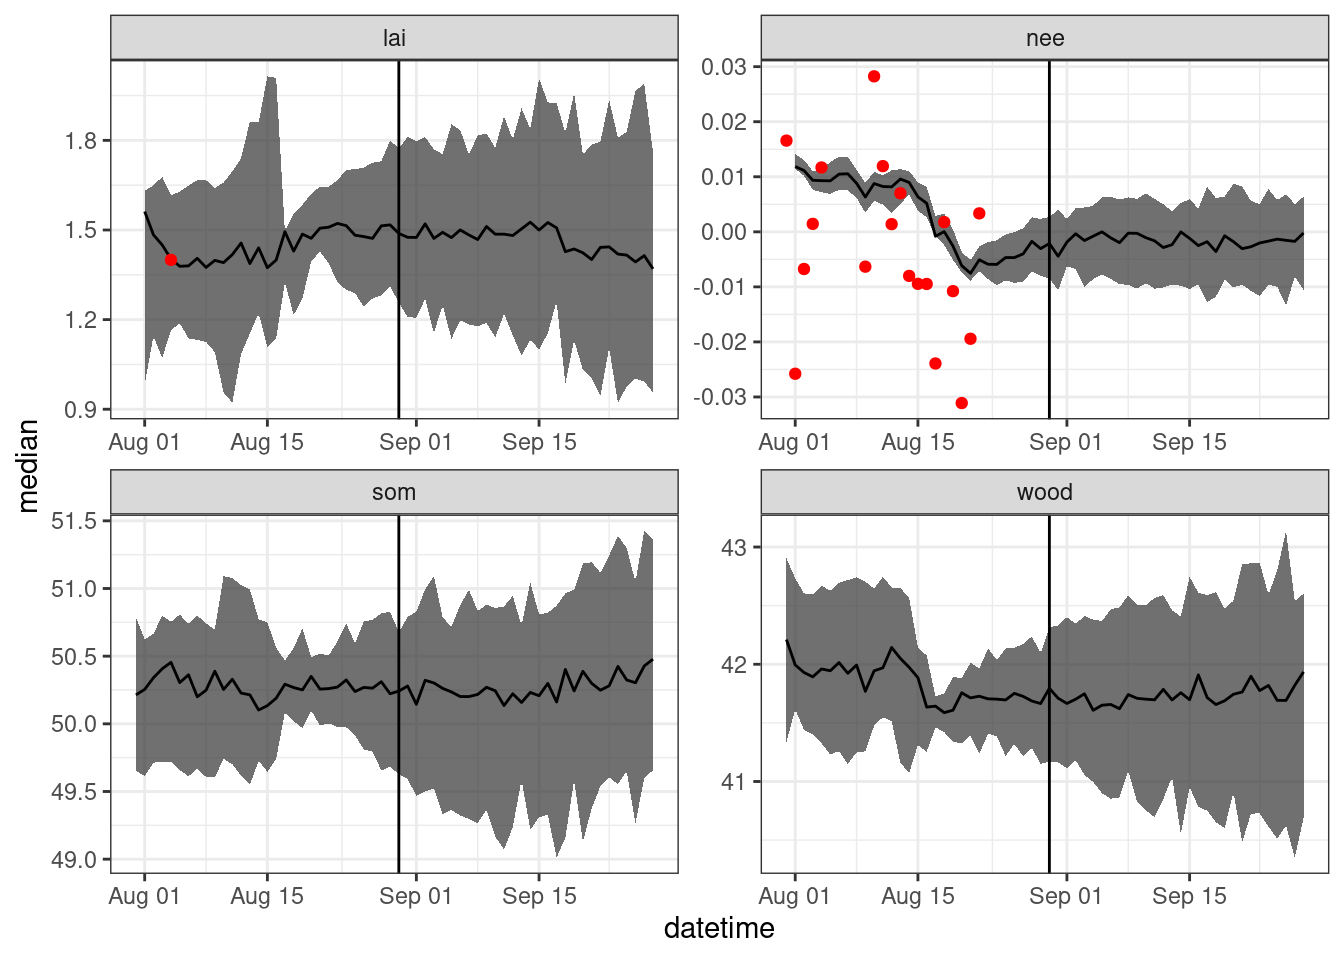 lai
nee
1.8
1.5
1.2
0.9
0.03
0.02
0.01
0.00
-0.01
-0.02
-0.03
Aug 01 Aug 15 Sep 01 Sep 15
Aug 01 Aug 15 Sep 01 Sep 15
median
som
wood
51.5
51.0
50.5
50.0
49.5
49.0
43
42
41
Aug 01 Aug 15 Sep 01 Sep 15
Aug 01 Aug 15 Sep 01 Sep 15
datetime